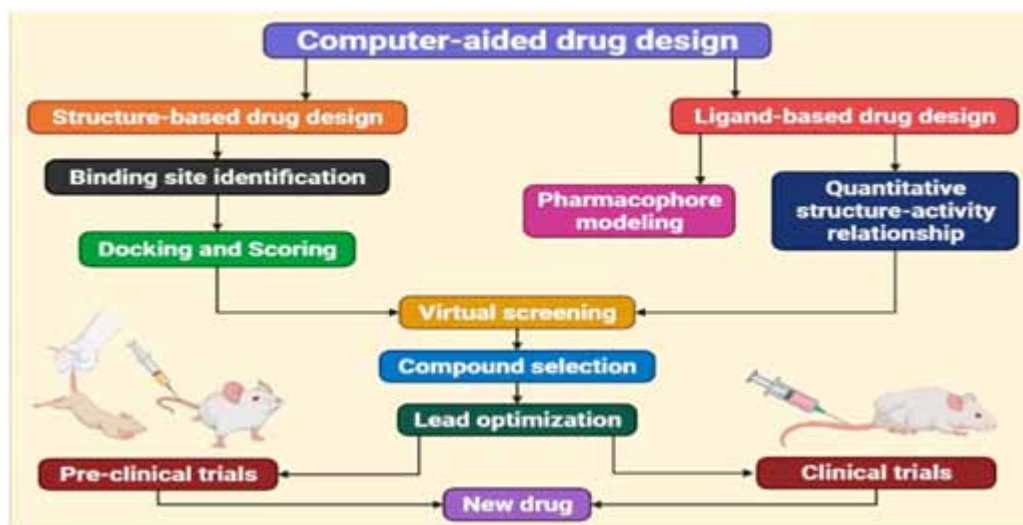 Computer-aided drug design
Structure-based drug design
Ligand-based drug design
Binding site identification
Pharmacophore
modeling
Quantitative
structure-activity
relationship
Docking and Scoring
Virtual screening
Compound selection
Lead optimization
Pre-clinical trials
Clinical trials
New drug